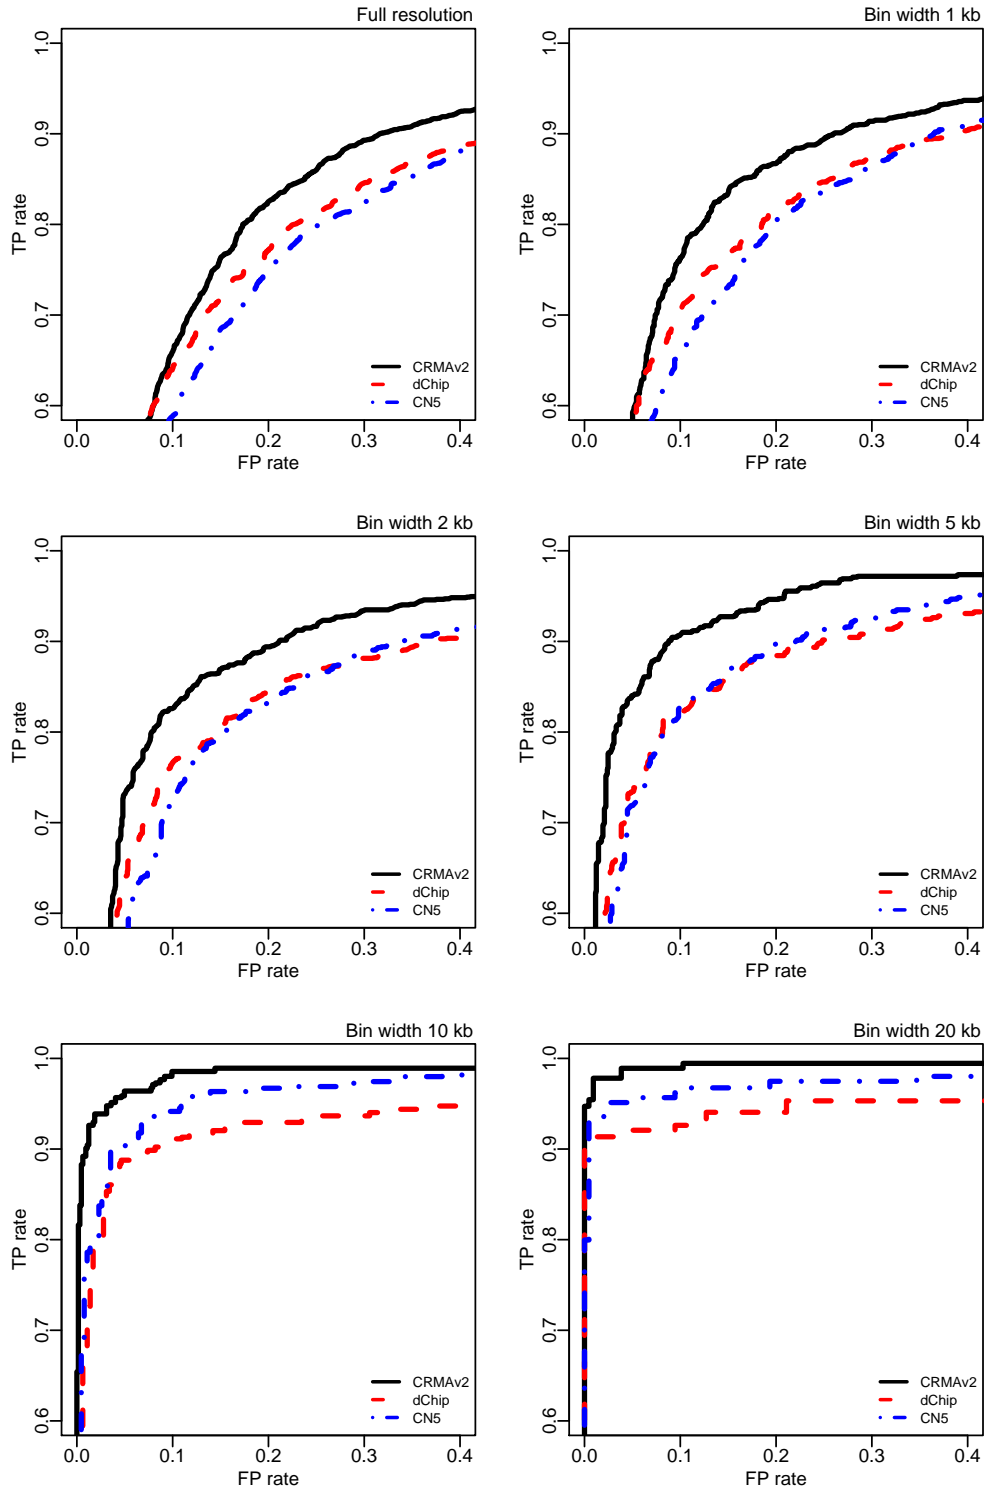 Full resolution
TP rate
0.6 0.7 0.8 0.9 1.0
CRMAv2
dChip
CN5
0.0 0.1 0.2 0.3 0.4
FP rate
Bin width 1 kb
TP rate
0.6 0.7 0.8 0.9 1.0
CRMAv2
dChip
CN5
0.0 0.1 0.2 0.3 0.4
FP rate
Bin width 2 kb
TP rate
0.6 0.7 0.8 0.9 1.0
CRMAv2
dChip
CN5
0.0 0.1 0.2 0.3 0.4
FP rate
Bin width 5 kb
TP rate
0.6 0.7 0.8 0.9 1.0
CRMAv2
dChip
CN5
0.0 0.1 0.2 0.3 0.4
FP rate
Bin width 10 kb
TP rate
0.6 0.7 0.8 0.9 1.0
CRMAv2
dChip
CN5
0.0 0.1 0.2 0.3 0.4
FP rate
Bin width 20 kb
TP rate
0.6 0.7 0.8 0.9 1.0
CRMAv2
dChip
CN5
0.0 0.1 0.2 0.3 0.4
FP rate